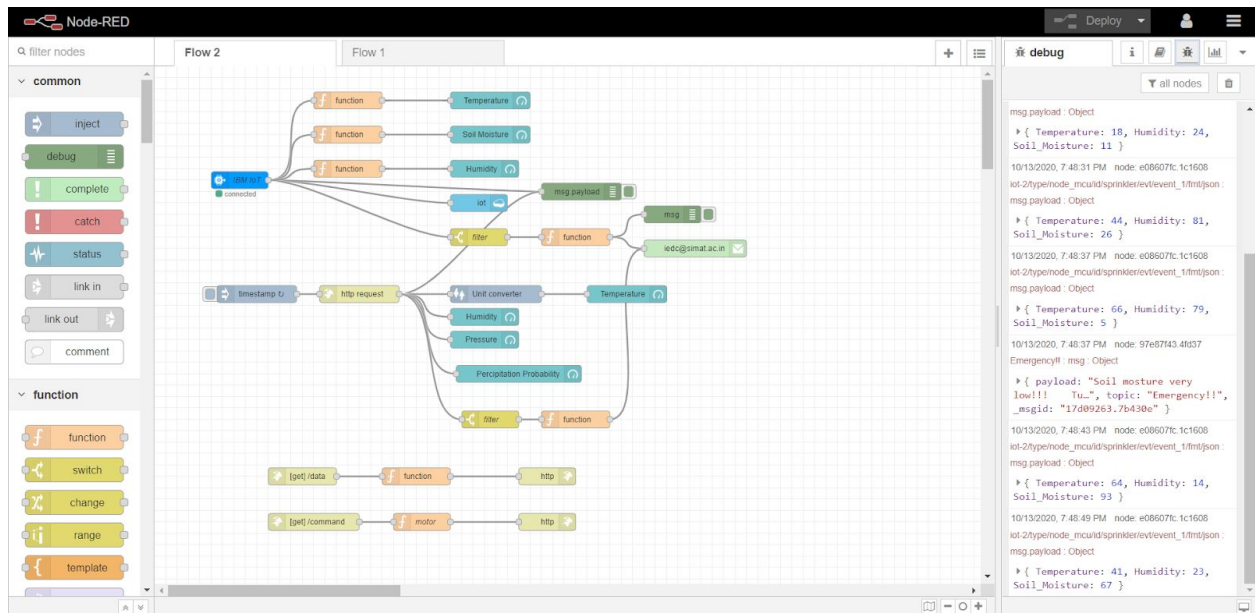 Node-RED
Deploy
filter nodes
Flow 2
Flow 1
debug
i
all nodes
common
inject
debug
complete
catch
status
link in
link out
comment
function
function
switch
change
range
template
function
Temperature
function
Soil Moisture
function
Humidity
IBM IoT
connected
msg.payload
iot
msg
filter
function
iedc@simat.ac.in
timestamp ↻
http request
Unit converter
Temperature
Humidity
Pressure
Percipitation Probability
filter
function
[get] /data
function
http
[get] /command
motor
http
msg.payload : Object
{ Temperature: 18, Humidity: 24,
Soil_Moisture: 11 }
10/13/2020, 7:48:31 PM node: e08607fc.1c1608
iot-2/type/node_mcu/id/sprinkler/evt/event_1/fmt/json :
msg.payload : Object
{ Temperature: 44, Humidity: 81,
Soil_Moisture: 26 }
10/13/2020, 7:48:37 PM node: e08607fc.1c1608
iot-2/type/node_mcu/id/sprinkler/evt/event_1/fmt/json :
msg.payload : Object
{ Temperature: 66, Humidity: 79,
Soil_Moisture: 5 }
10/13/2020, 7:48:37 PM node: 97e87f43.4fd37
Emergency!! : msg : Object
{ payload: "Soil mosture very
low!!! Tu…", topic: "Emergency!!",
_msgid: "17d09263.7b430e" }
10/13/2020, 7:48:43 PM node: e08607fc.1c1608
iot-2/type/node_mcu/id/sprinkler/evt/event_1/fmt/json :
msg.payload : Object
{ Temperature: 64, Humidity: 14,
Soil_Moisture: 93 }
10/13/2020, 7:48:49 PM node: e08607fc.1c1608
iot-2/type/node_mcu/id/sprinkler/evt/event_1/fmt/json :
msg.payload : Object
{ Temperature: 41, Humidity: 23,
Soil_Moisture: 67 }